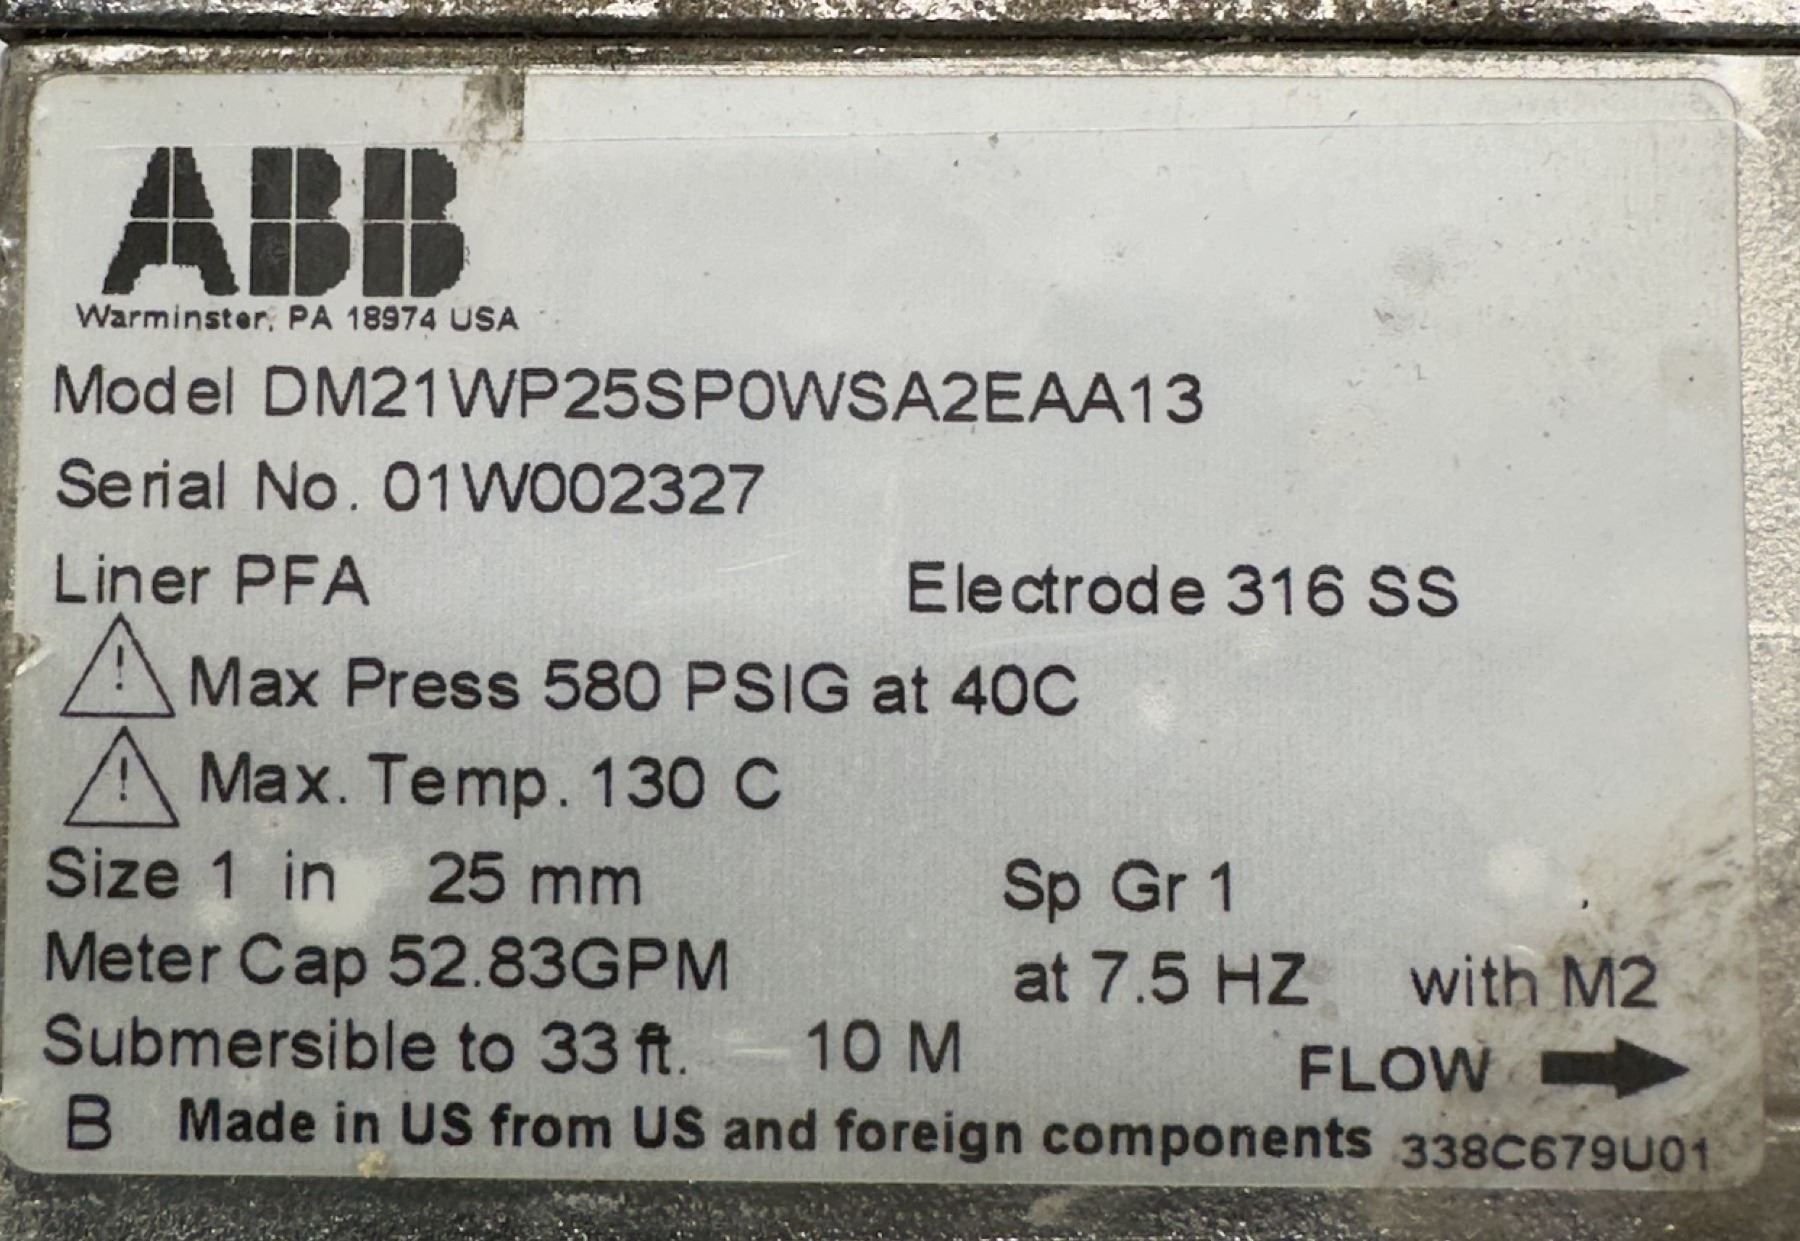 ABB
Warminster, PA 18974 USA
Model DM21WP25SP0WSA2EAA13
Serial No. 01W002327
Liner PFA Electrode 316 SS
! Max Press 580 PSIG at 40C
! Max. Temp. 130 C
Size 1 in 25 mm Sp Gr 1
Meter Cap 52.83GPM at 7.5 HZ with M2
Submersible to 33 ft. 10 M FLOW
B Made in US from US and foreign components 338C679U01